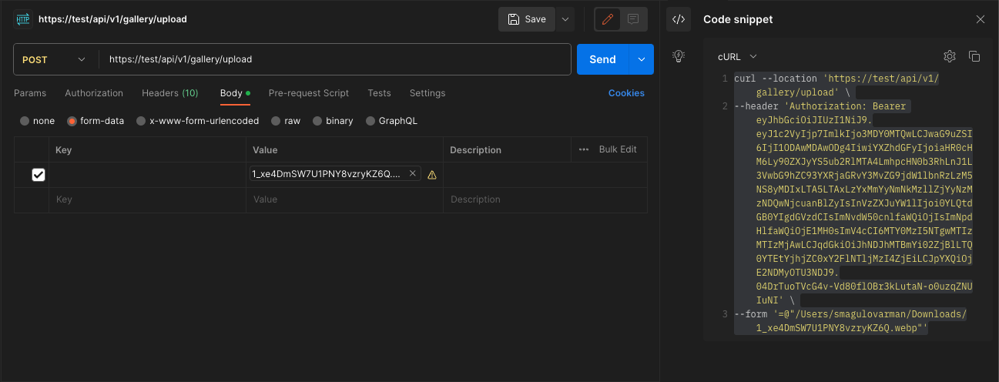 HTTP https://test/api/v1/gallery/upload Save
POST https://test/api/v1/gallery/upload Send
Params Authorization Headers (10) Body Pre-request Script Tests Settings Cookies
none form-data x-www-form-urlencoded raw binary GraphQL
Key Value Description ••• Bulk Edit
1_xe4DmSW7U1PNY8vzryKZ6Q....
Key Value Description
</> Code snippet
cURL
1 curl --location 'https://test/api/v1/
gallery/upload' \
2 --header 'Authorization: Bearer
eyJhbGciOiJIUzI1NiJ9.
eyJ1c2VyIjp7ImlkIjo3MDY0MTQwLCJwaG9uZSI
6IjI1ODAwMDAwODg4IiwiYXZhdGFyIjoiaHR0cH
M6Ly90ZXJyYS5ub2RlMTA4LmhpcHN0b3RhLnJ1L
3VwbG9hZC93YXRjaGRvY3MvZG9jdW1lbnRzLzM5
NS8yMDIxLTA5LTAxLzYxMmYyNmNkMzllZjYyNzM
zNDQwNjcuanBlZyIsInVzZXJuYW1lIjoi0YLQtd
GB0YIgdGVzdCIsImNvdW50cnlfaWQiOjIsImNpd
HlfaWQiOjE1MH0sImV4cCI6MTY0MzI5NTgwMTIz
MTIzMjAwLCJqdGkiOiJhNDJhMTBmYi02ZjBlLTQ
0YTEtYjhjZC0xY2FlNTljMzI4ZjEiLCJpYXQiOj
E2NDMyOTU3NDJ9.
04DrTuoTVcG4v-Vd80flOBr3kLutaN-o0uzqZNU
IuNI' \
3 --form '=@"/Users/smagulovarman/Downloads/
1_xe4DmSW7U1PNY8vzryKZ6Q.webp"'